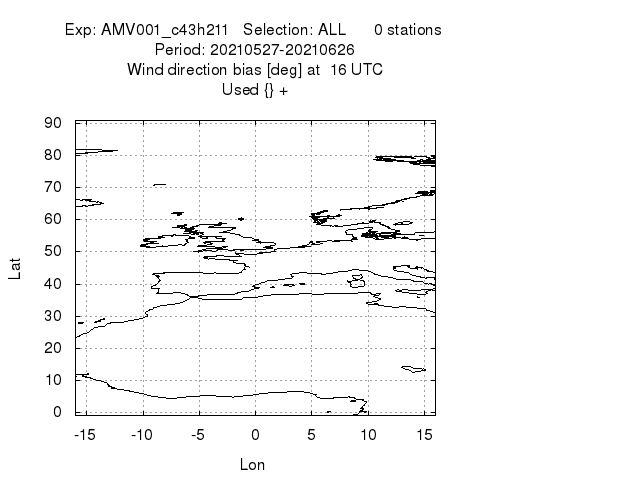 Exp: AMV001_c43h211 Selection: ALL 0 stations
Period: 20210527-20210626
Wind direction bias [deg] at 16 UTC
Used {} +
90
80
70
60
50
40
30
20
10
0
Lat
-15 -10 -5 0 5 10 15
Lon